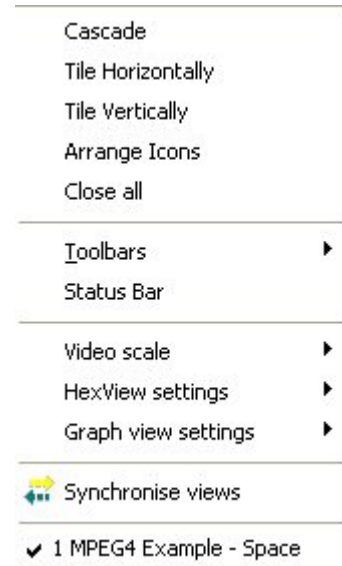 Cascade
Tile Horizontally
Tile Vertically
Arrange Icons
Close all
Toolbars
Status Bar
Video scale
HexView settings
Graph view settings
Synchronise views
1 MPEG4 Example - Space